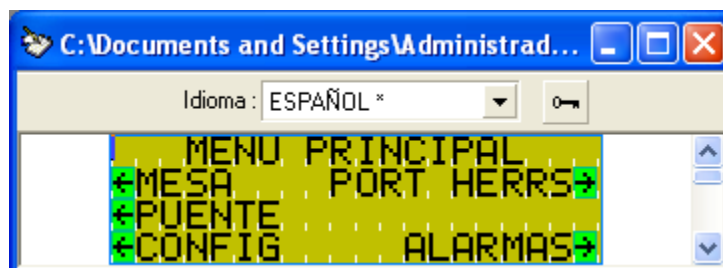 C:\Documents and Settings\Administrad...
Idioma : ESPAÑOL *
MENU PRINCIPAL
←MESA PORT HERRS→
←PUENTE
←CONFIG ALARMAS→